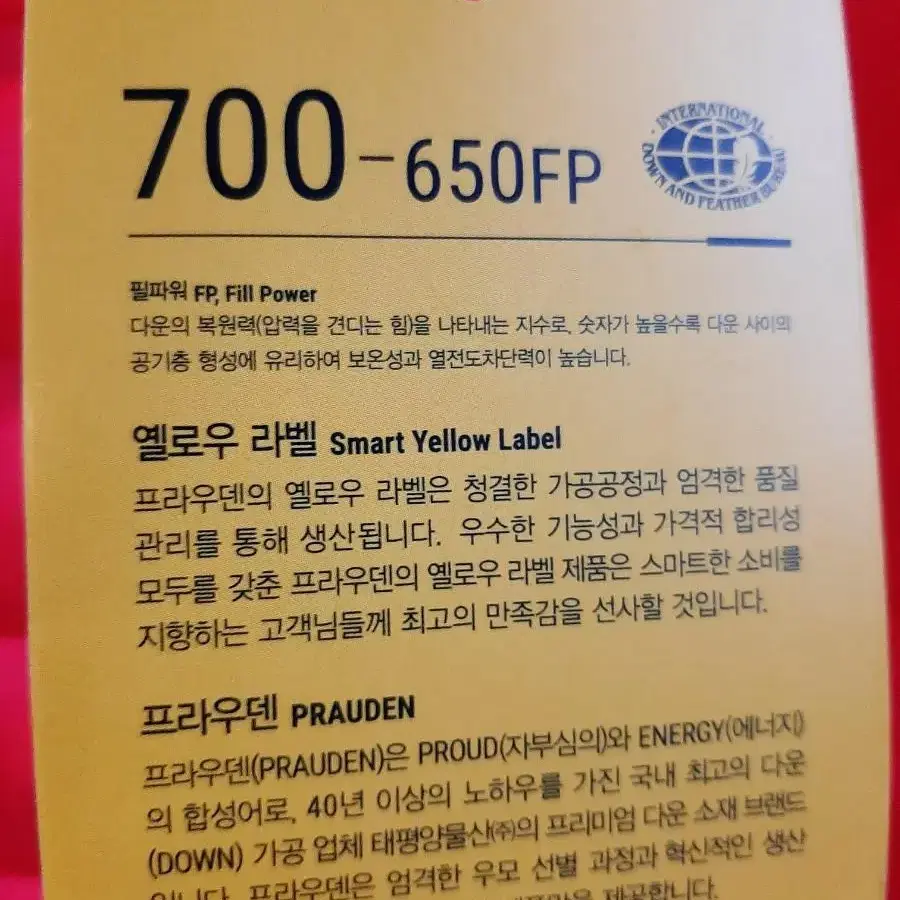 700-650FP
INTERNATIONAL
DOWN AND FEATHER BUREAU
필파워 FP, Fill Power
다운의 복원력(압력을 견디는 힘)을 나타내는 지수로, 숫자가 높을수록 다운 사이의
공기층 형성에 유리하여 보온성과 열전도차단력이 높습니다.
옐로우 라벨 Smart Yellow Label
프라우덴의 옐로우 라벨은 청결한 가공공정과 엄격한 품질
관리를 통해 생산됩니다. 우수한 기능성과 가격적 합리성
모두를 갖춘 프라우덴의 옐로우 라벨 제품은 스마트한 소비를
지향하는 고객님들께 최고의 만족감을 선사할 것입니다.
프라우덴 PRAUDEN
프라우덴(PRAUDEN)은 PROUD(자부심의)와 ENERGY(에너지)
의 합성어로, 40년 이상의 노하우를 가진 국내 최고의 다운
(DOWN) 가공 업체 태평양물산㈜의 프리미엄 다운 소재 브랜드
입니다. 프라우덴은 엄격한 우모 선별 과정과 혁신적인 생산
제공합니다.